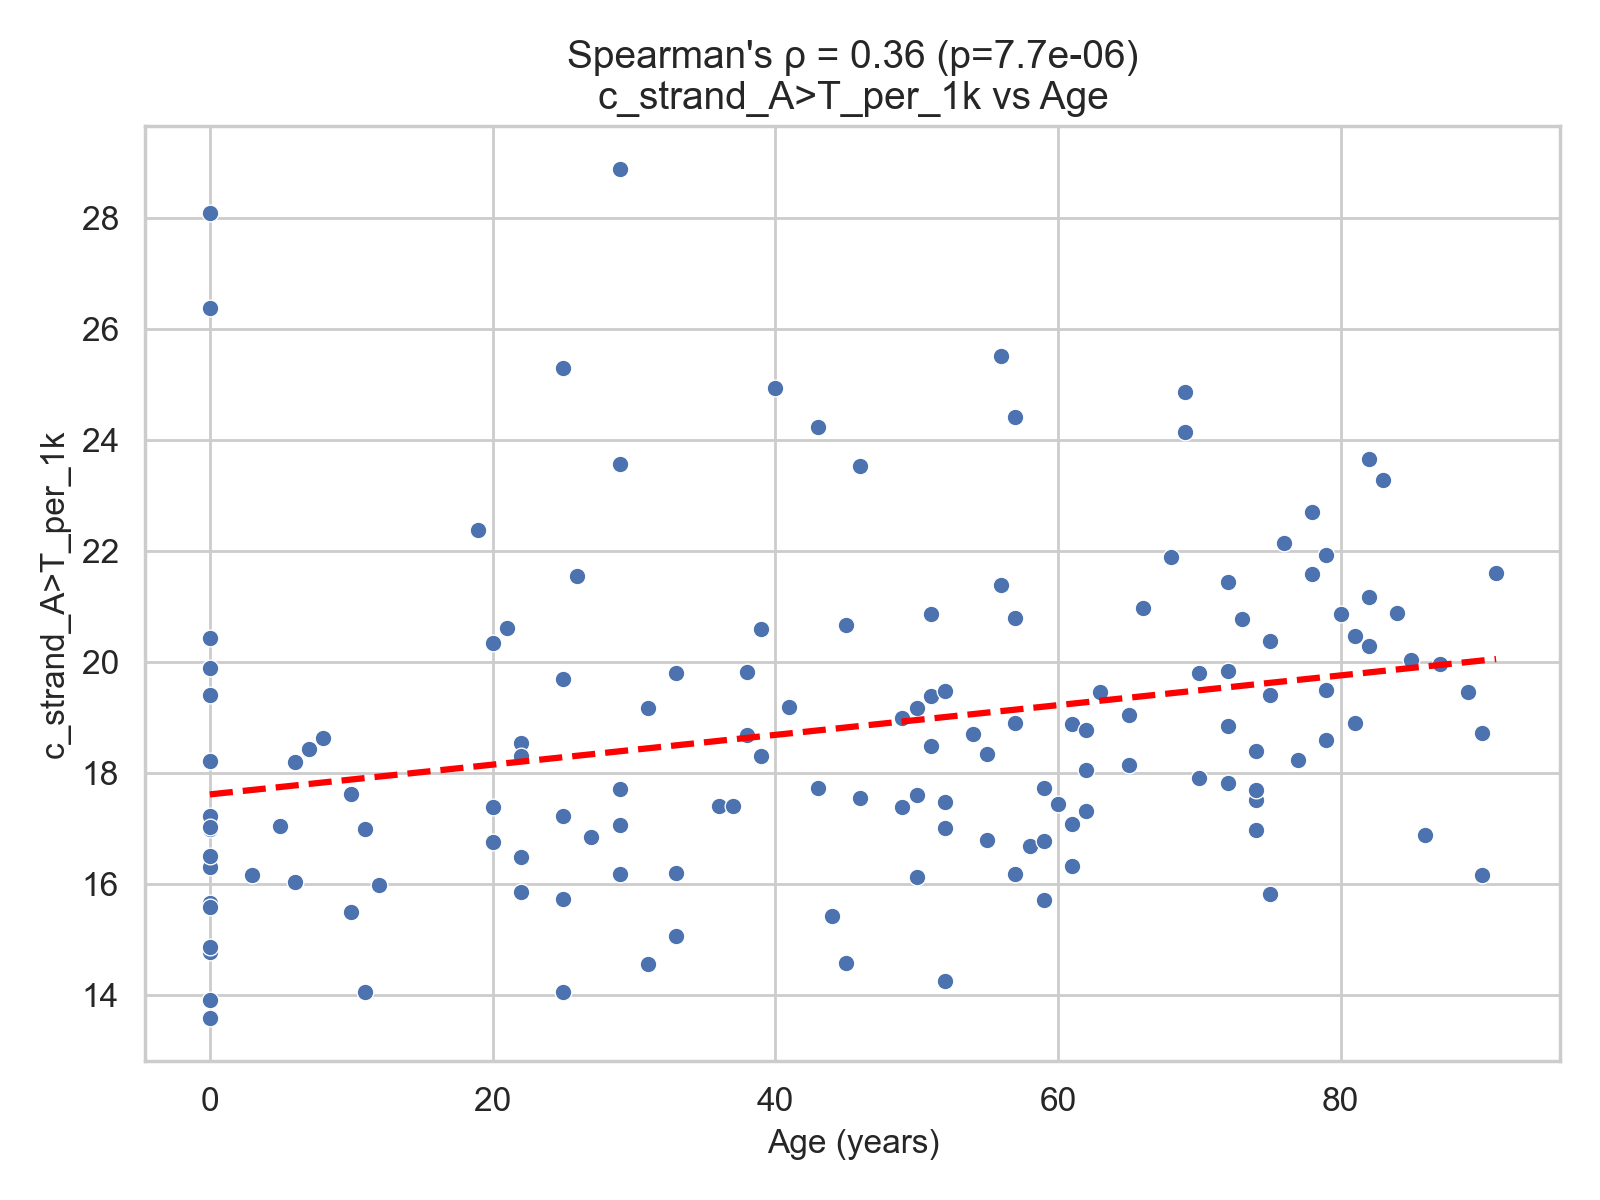 Spearman's ρ = 0.36 (p=7.7e-06)
c_strand_A>T_per_1k vs Age
c_strand_A>T_per_1k
28
26
24
22
20
18
16
14
0 20 40 60 80
Age (years)